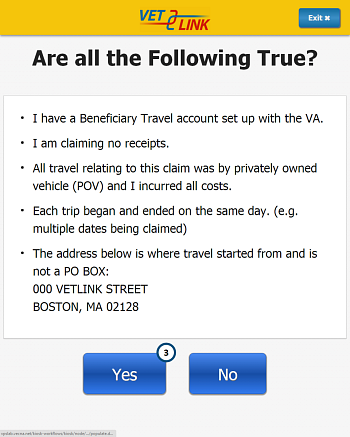 VET LINK
Exit ✖
Are all the Following True?
• I have a Beneficiary Travel account set up with the VA.
• I am claiming no receipts.
• All travel relating to this claim was by privately owned
vehicle (POV) and I incurred all costs.
• Each trip began and ended on the same day. (e.g.
multiple dates being claimed)
• The address below is where travel started from and is
not a PO BOX:
000 VETLINK STREET
BOSTON, MA 02128
3
Yes
No